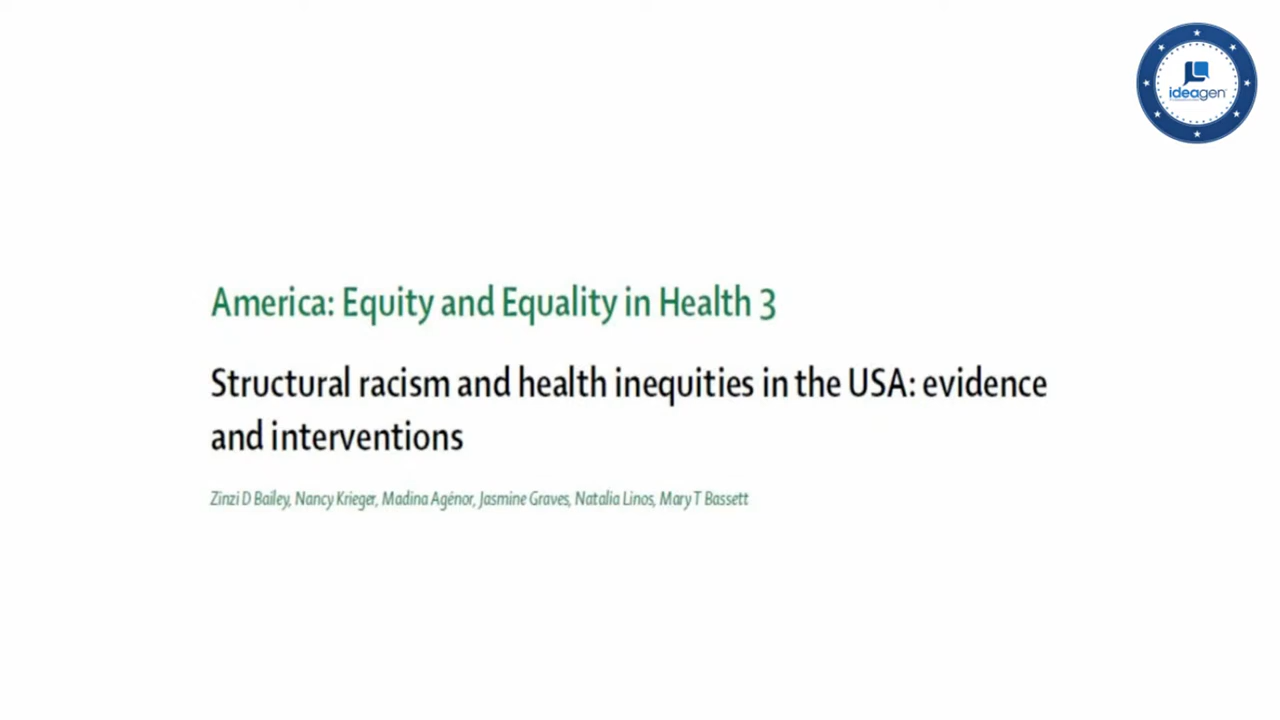 ideagen
America: Equity and Equality in Health 3
Structural racism and health inequities in the USA: evidence
and interventions
Zinzi D Bailey, Nancy Krieger, Madina Agénor, Jasmine Graves, Natalia Linos, Mary T Bassett